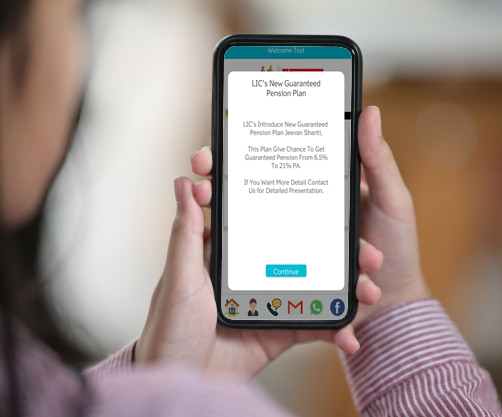 Welcome Test
LIC's New Guaranteed
Pension Plan
LIC's Introduce New Guaranteed
Pension Plan Jeevan Shanti,
This Plan Give Chance To Get
Guaranteed Pension From 6.5%
To 21% PA.
If You Want More Detail Contact
Us for Detailed Presentation.
Continue